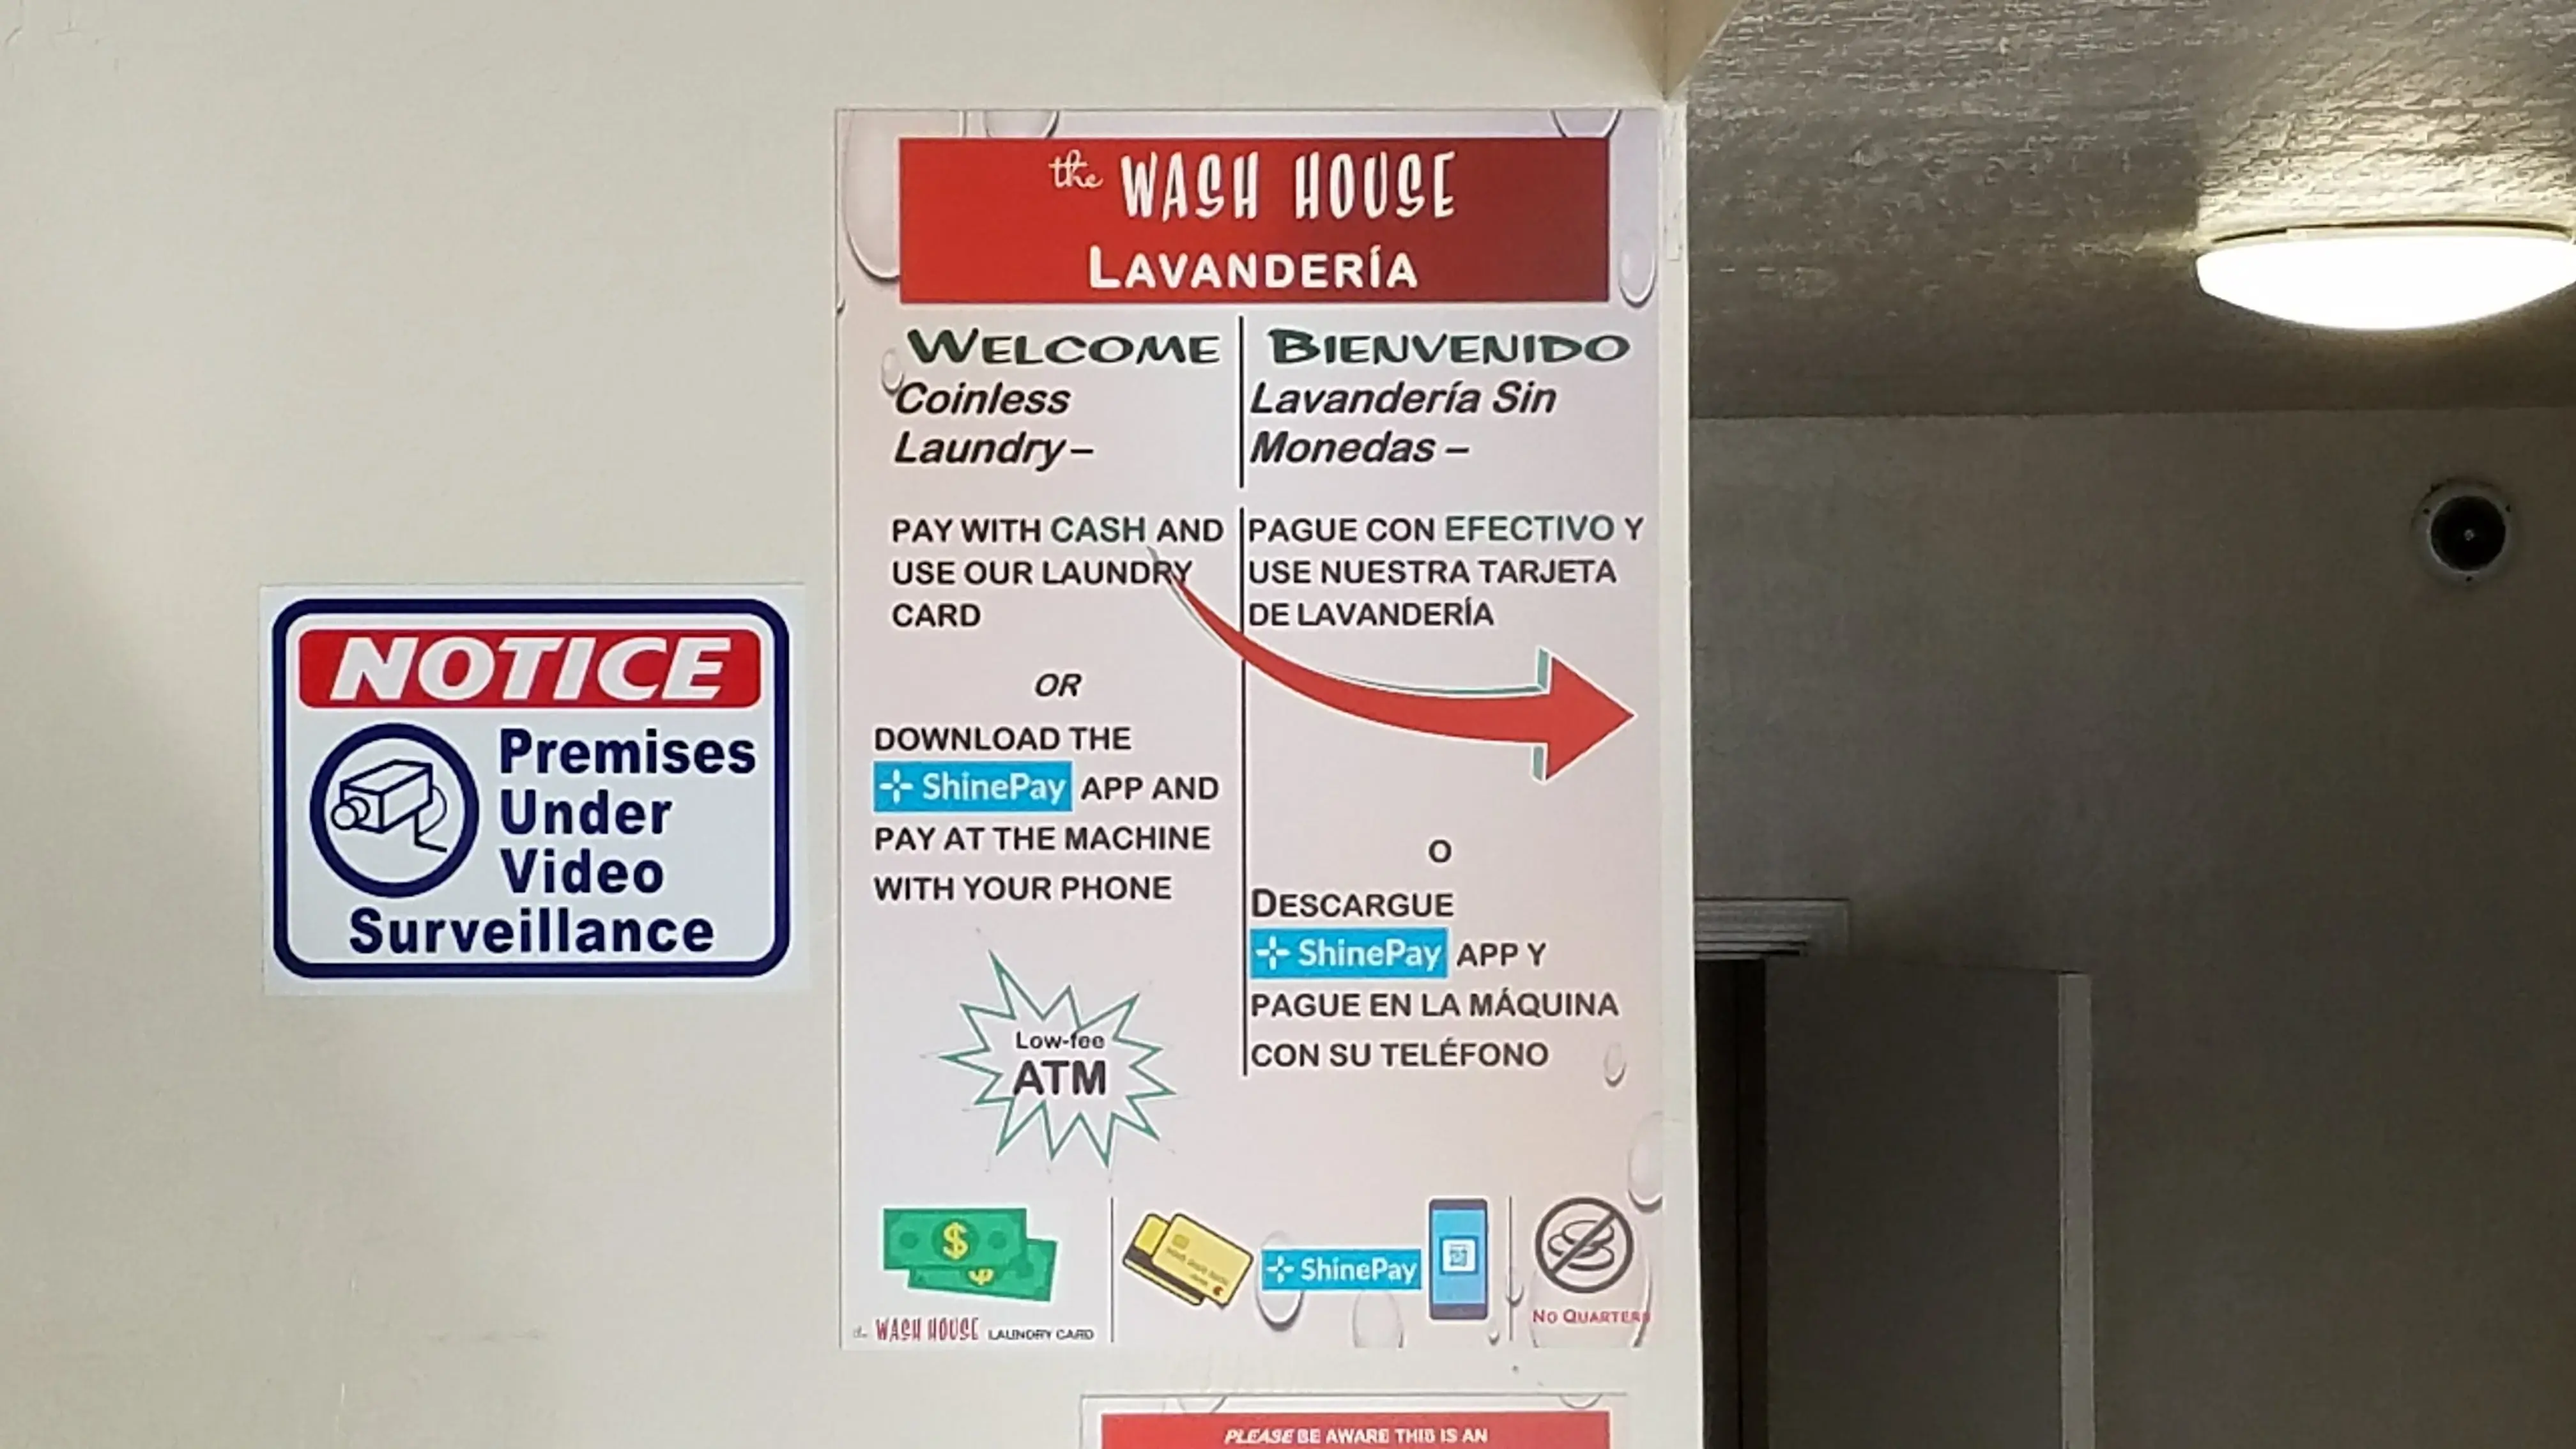 NOTICE
Premises
Under
Video
Surveillance
the WASH HOUSE
LAVANDERÍA
WELCOME
Coinless
Laundry –
PAY WITH CASH AND
USE OUR LAUNDRY
CARD
OR
DOWNLOAD THE
ShinePay APP AND
PAY AT THE MACHINE
WITH YOUR PHONE
Low-fee
ATM
BIENVENIDO
Lavandería Sin
Monedas –
PAGUE CON EFECTIVO Y
USE NUESTRA TARJETA
DE LAVANDERÍA
O
DESCARGUE
ShinePay APP Y
PAGUE EN LA MÁQUINA
CON SU TELÉFONO
$
$
the WASH HOUSE LAUNDRY CARD
ShinePay
NO QUARTERS
PLEASE BE AWARE THIS IS AN